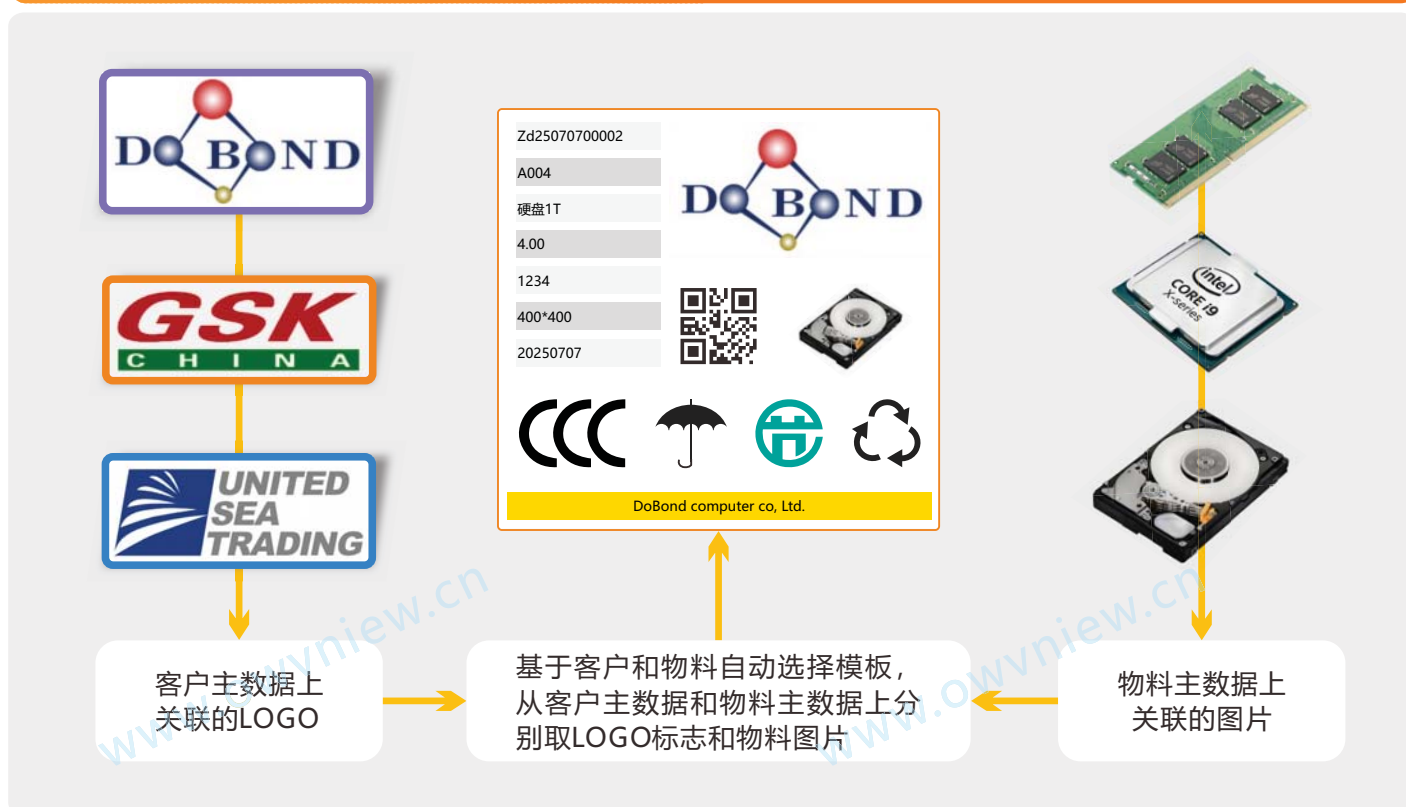 DO BOND
GSK
CHINA
UNITED
SEA
TRADING
客户主数据上
关联的LOGO
Zd25070700002
A004
硬盘1T
4.00
1234
400*400
20250707
DO BOND
CCC
DoBond computer co, Ltd.
基于客户和物料自动选择模板，
从客户主数据和物料主数据上分
别取LOGO标志和物料图片
intel
CORE i9
X-series
物料主数据上
关联的图片
www.owvniew.cn
www.owvniew.cn